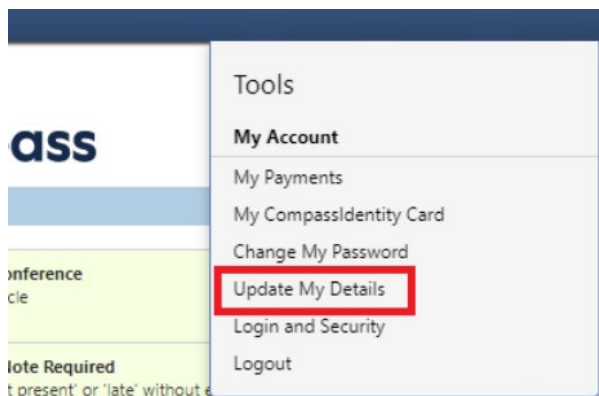 Tools
My Account
My Payments
My CompassIdentity Card
Change My Password
Update My Details
Login and Security
Logout
ass
onference
cle
Note Required
t present' or 'late' without e